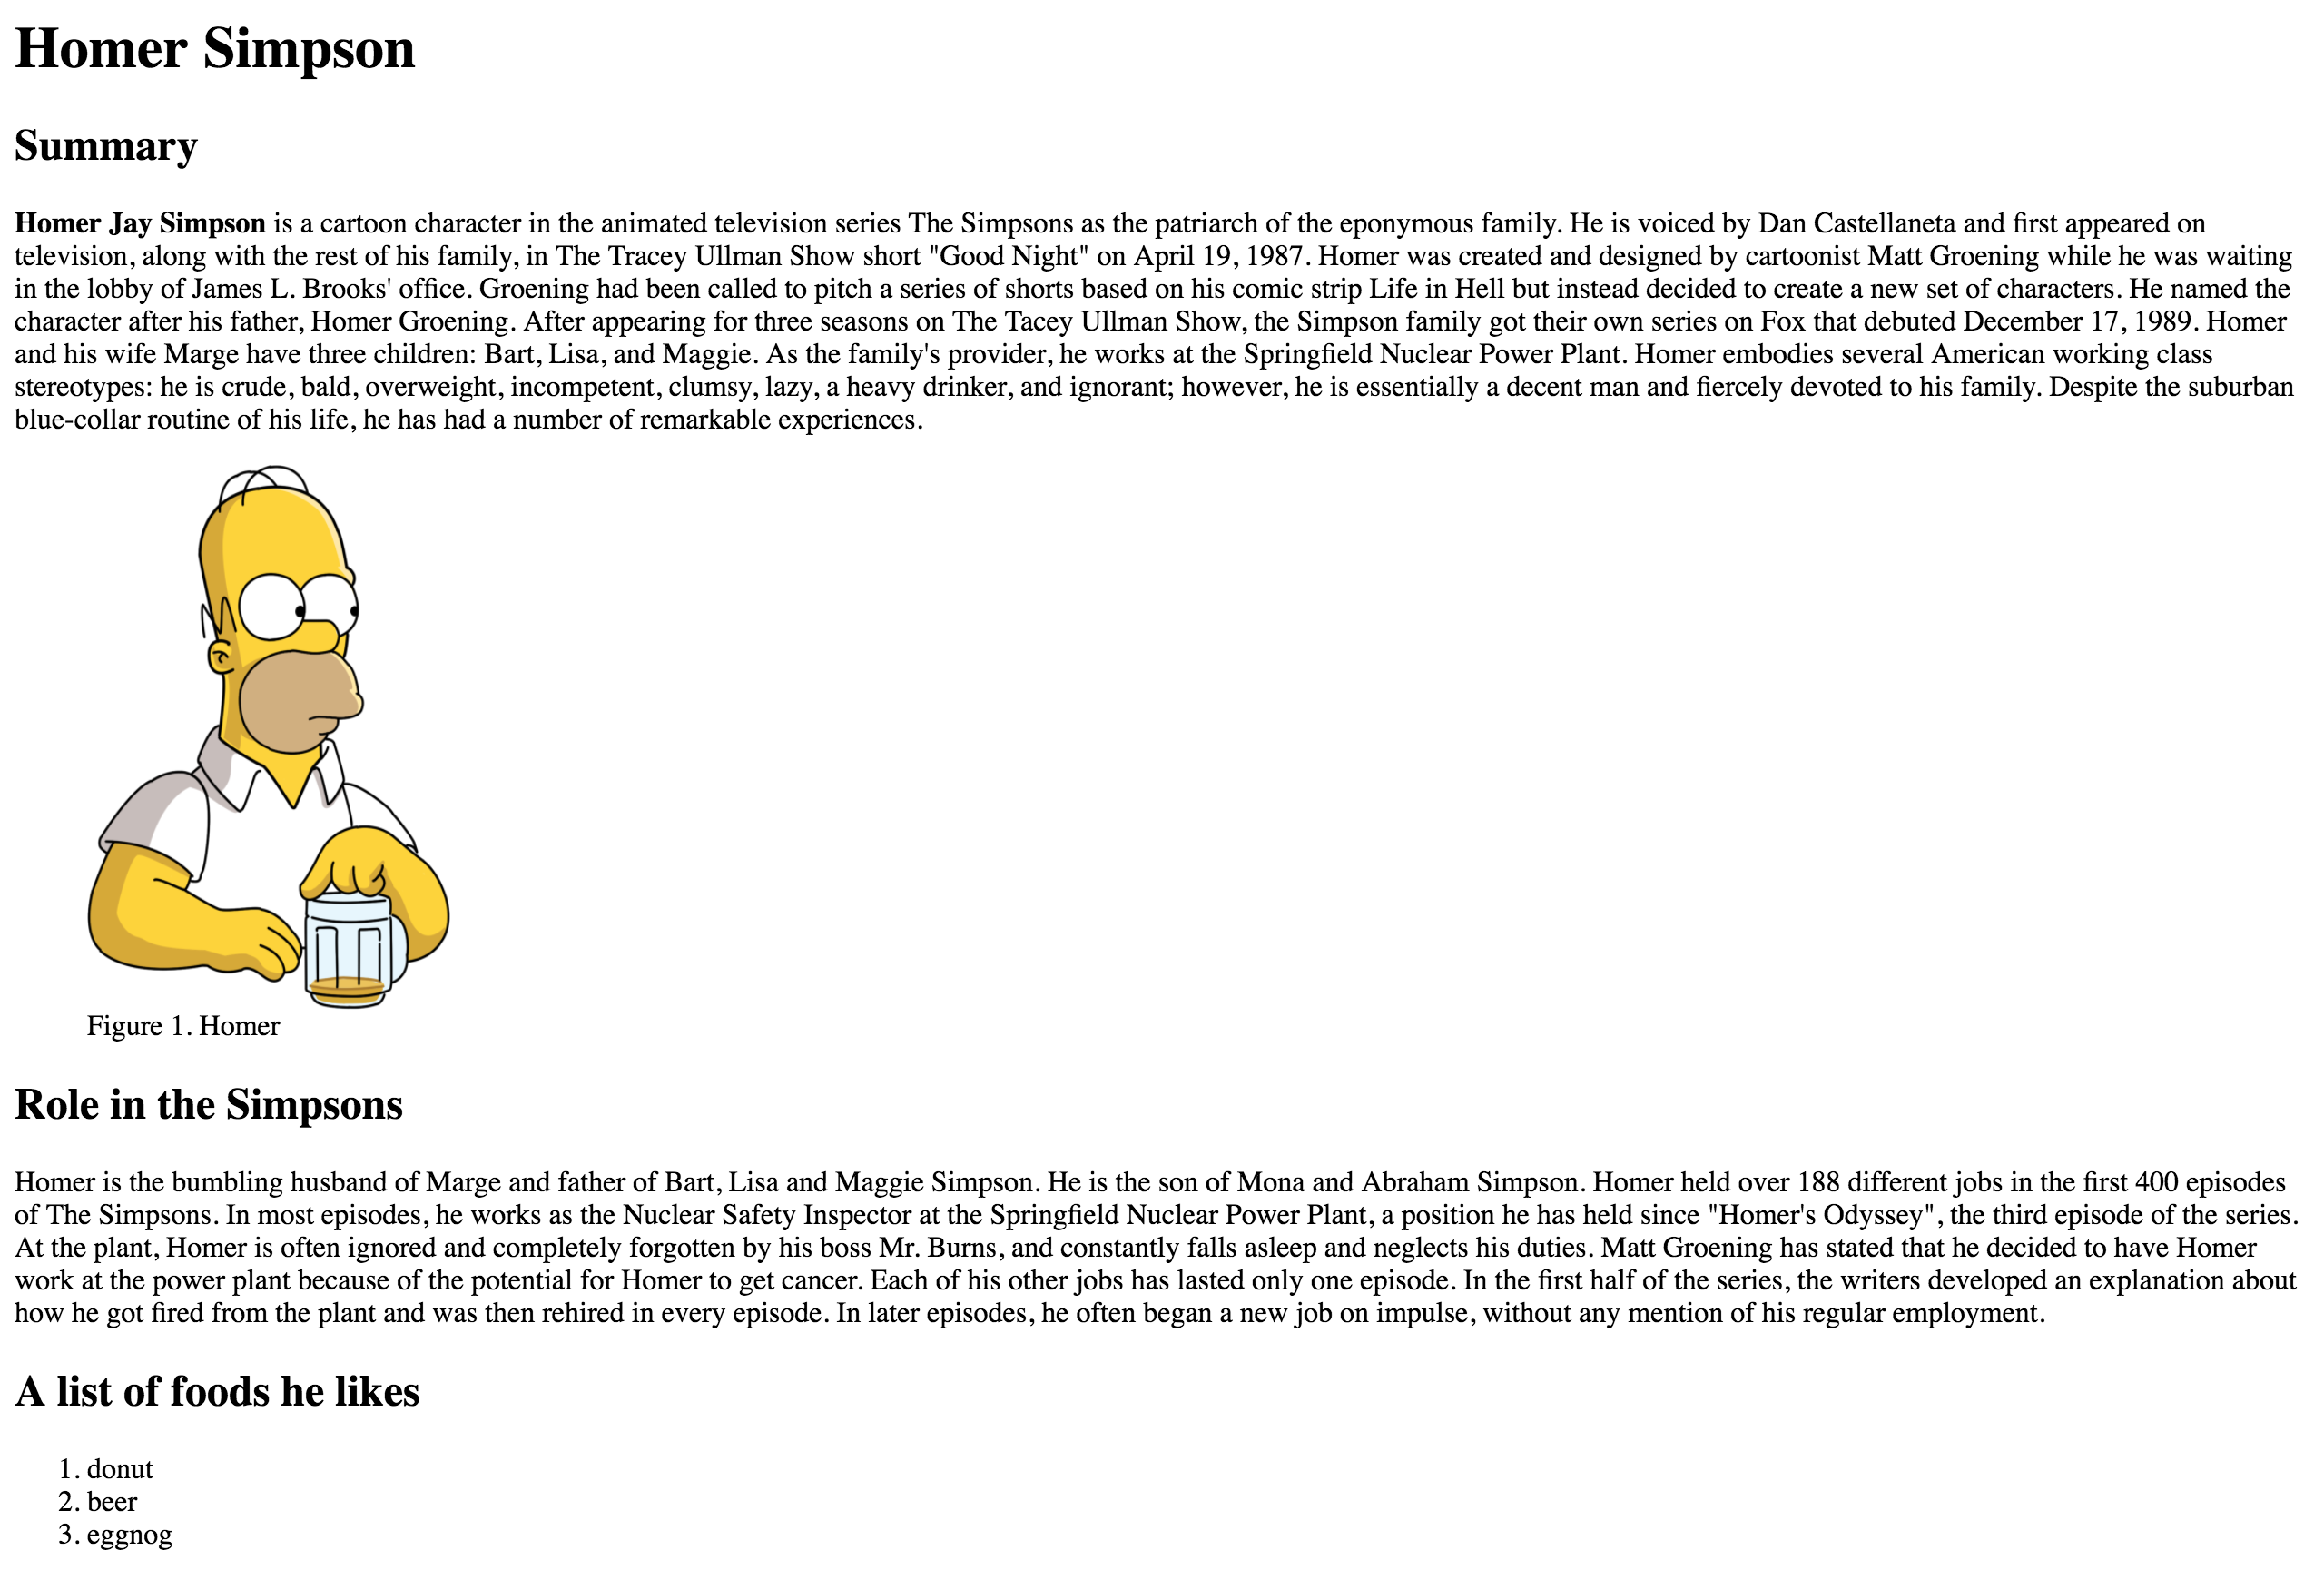 Homer Simpson
Summary
Homer Jay Simpson is a cartoon character in the animated television series The Simpsons as the patriarch of the eponymous family. He is voiced by Dan Castellaneta and first appeared on
television, along with the rest of his family, in The Tracey Ullman Show short "Good Night" on April 19, 1987. Homer was created and designed by cartoonist Matt Groening while he was waiting
in the lobby of James L. Brooks' office. Groening had been called to pitch a series of shorts based on his comic strip Life in Hell but instead decided to create a new set of characters. He named the
character after his father, Homer Groening. After appearing for three seasons on The Tacey Ullman Show, the Simpson family got their own series on Fox that debuted December 17, 1989. Homer
and his wife Marge have three children: Bart, Lisa, and Maggie. As the family's provider, he works at the Springfield Nuclear Power Plant. Homer embodies several American working class
stereotypes: he is crude, bald, overweight, incompetent, clumsy, lazy, a heavy drinker, and ignorant; however, he is essentially a decent man and fiercely devoted to his family. Despite the suburban
blue-collar routine of his life, he has had a number of remarkable experiences.
Figure 1. Homer
Role in the Simpsons
Homer is the bumbling husband of Marge and father of Bart, Lisa and Maggie Simpson. He is the son of Mona and Abraham Simpson. Homer held over 188 different jobs in the first 400 episodes
of The Simpsons. In most episodes, he works as the Nuclear Safety Inspector at the Springfield Nuclear Power Plant, a position he has held since "Homer's Odyssey", the third episode of the series.
At the plant, Homer is often ignored and completely forgotten by his boss Mr. Burns, and constantly falls asleep and neglects his duties. Matt Groening has stated that he decided to have Homer
work at the power plant because of the potential for Homer to get cancer. Each of his other jobs has lasted only one episode. In the first half of the series, the writers developed an explanation about
how he got fired from the plant and was then rehired in every episode. In later episodes, he often began a new job on impulse, without any mention of his regular employment.
A list of foods he likes
1. donut
2. beer
3. eggnog